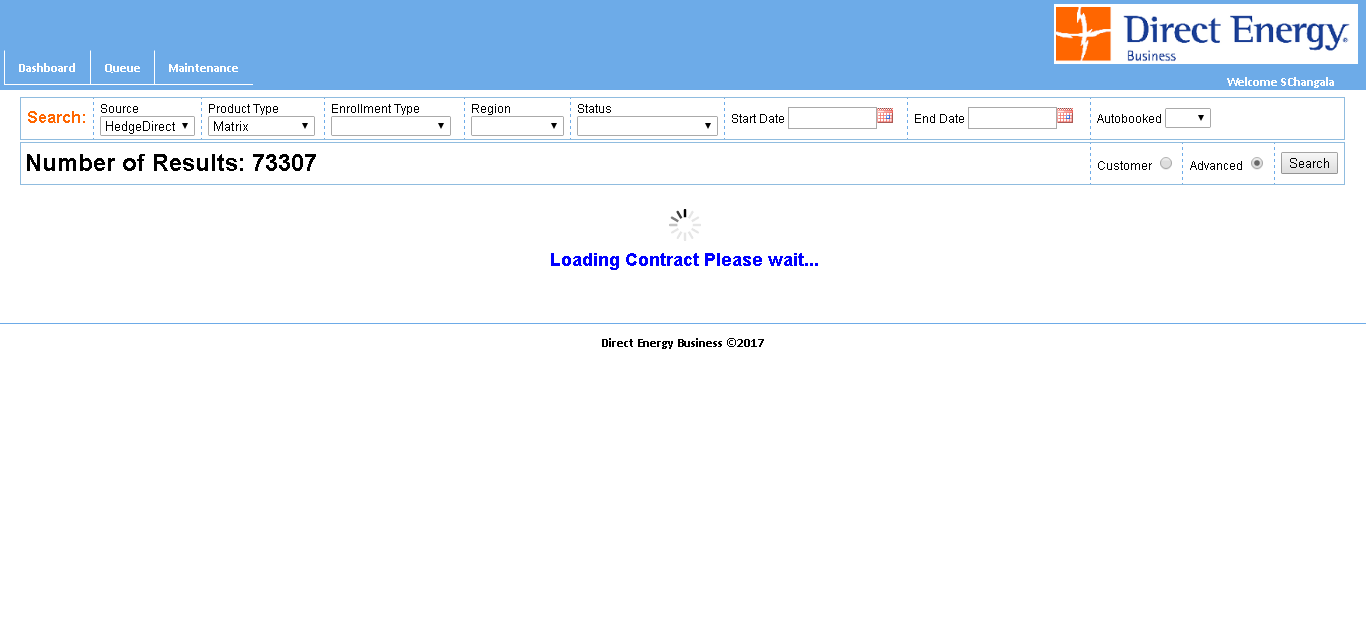 Direct Energy®
Business
Dashboard Queue Maintenance
Welcome SChangala
Search: Source Product Type Enrollment Type Region Status
HedgeDirect Matrix Start Date End Date Autobooked
Number of Results: 73307 Customer Advanced Search
Loading Contract Please wait...
Direct Energy Business ©2017